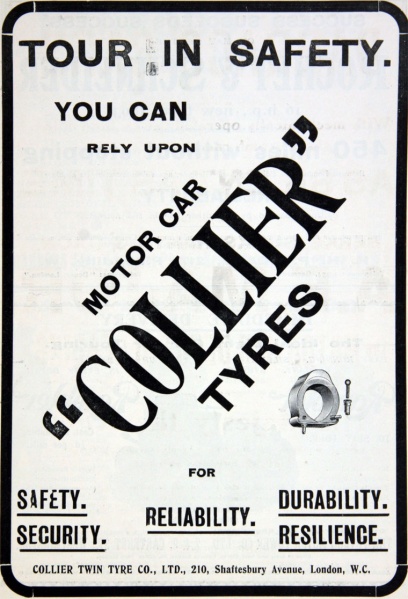 TOUR IN SAFETY.
YOU CAN
RELY UPON
MOTOR CAR
"COLLIER"
TYRES
FOR
SAFETY.
SECURITY.
RELIABILITY.
DURABILITY.
RESILIENCE.
COLLIER TWIN TYRE CO., LTD., 210, Shaftesbury Avenue, London, W.C.